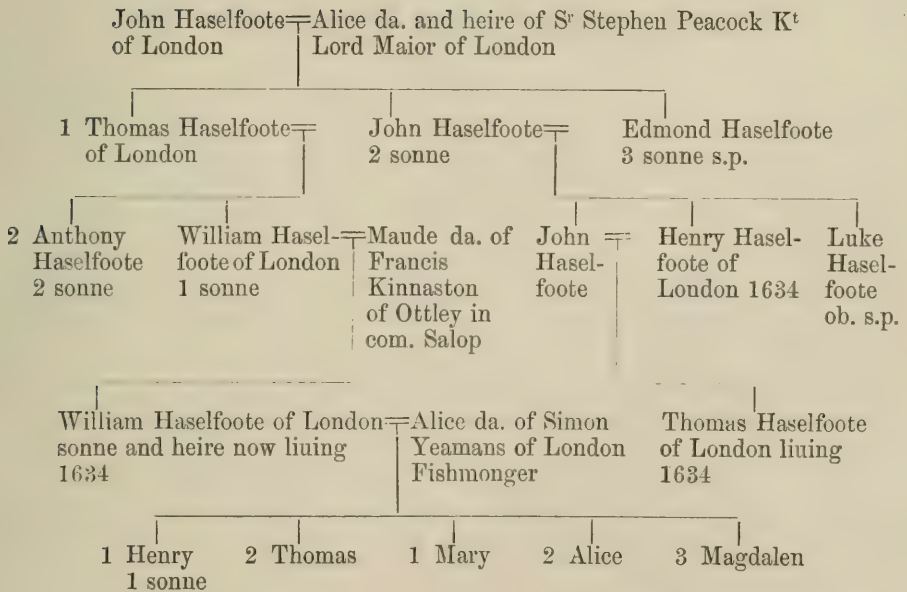 John Haselfoote Alice da. and heire of Sʳ Stephen Peacock Kᵗ
of London Lord Maior of London
1 Thomas Haselfoote
of London
John Haselfoote
2 sonne
Edmond Haselfoote
3 sonne s.p.
2 Anthony
Haselfoote
2 sonne
William Hasel-
foote of London
1 sonne
Maude da. of
Francis
Kinnaston
of Ottley in
com. Salop
John
Hasel-
foote
Henry Hasel-
foote of
London 1634
Luke
Hasel-
foote
ob. s.p.
William Haselfoote of London
sonne and heire now liuing
1634
Alice da. of Simon
Yeamans of London
Fishmonger
Thomas Haselfoote
of London liuing
1634
1 Henry
1 sonne
2 Thomas
1 Mary
2 Alice
3 Magdalen